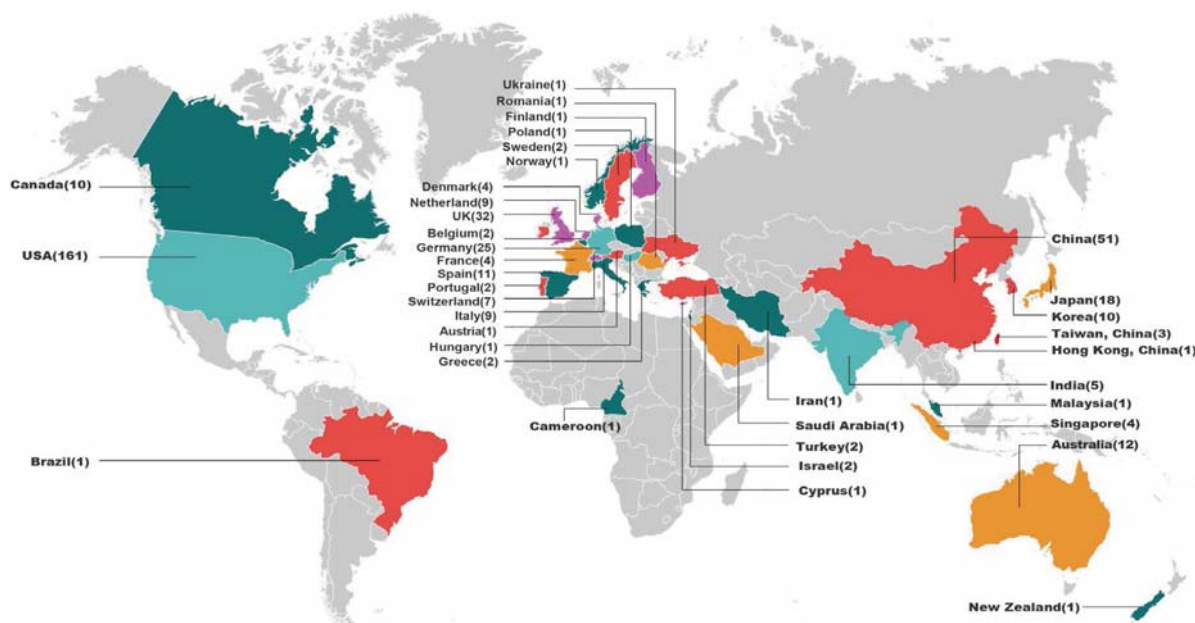 Ukraine(1)
Romania(1)
Finland(1)
Poland(1)
Sweden(2)
Norway(1)
Canada(10)
Denmark(4)
Netherland(9)
UK(32)
Belgium(2)
USA(161)
Germany(25)
France(4)
Spain(11)
Portugal(2)
Switzerland(7)
Italy(9)
Austria(1)
Hungary(1)
Greece(2)
China(51)
Japan(18)
Korea(10)
Taiwan, China(3)
Hong Kong, China(1)
India(5)
Iran(1)
Malaysia(1)
Cameroon(1)
Saudi Arabia(1)
Singapore(4)
Turkey(2)
Australia(12)
Brazil(1)
Israel(2)
Cyprus(1)
New Zealand(1)